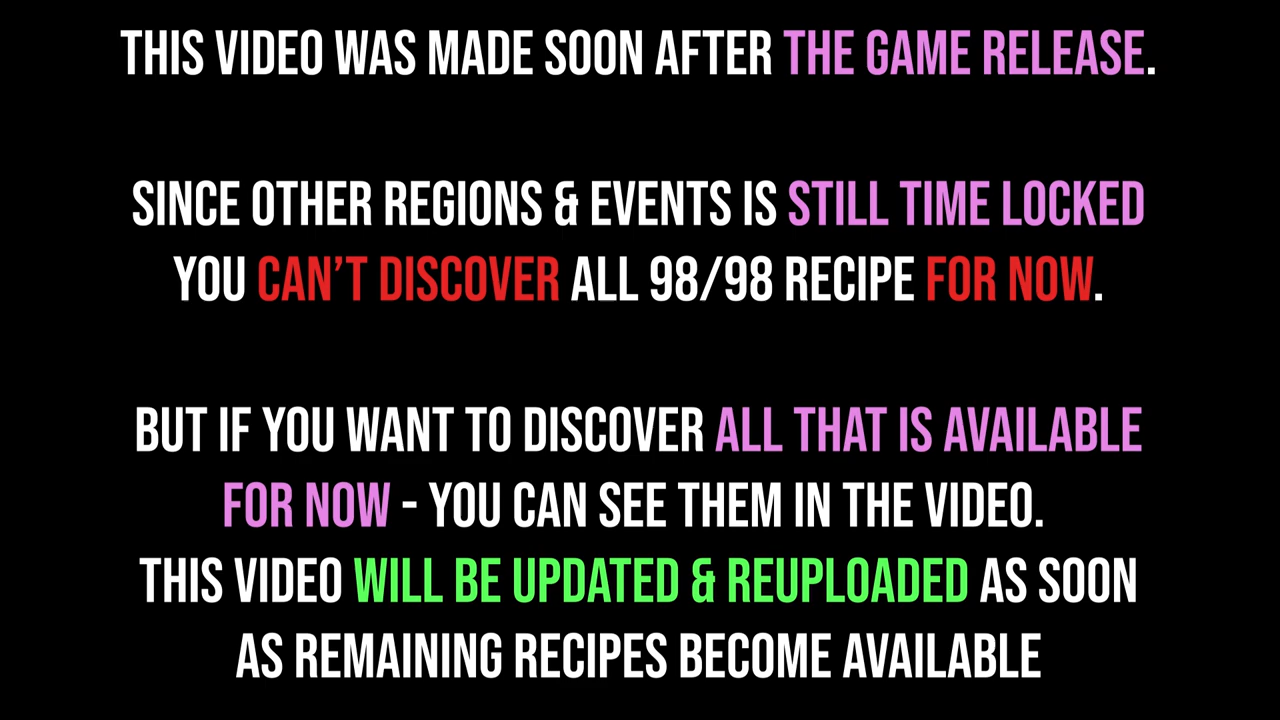 THIS VIDEO WAS MADE SOON AFTER THE GAME RELEASE.
SINCE OTHER REGIONS & EVENTS IS STILL TIME LOCKED
YOU CAN'T DISCOVER ALL 98/98 RECIPE FOR NOW.
BUT IF YOU WANT TO DISCOVER ALL THAT IS AVAILABLE
FOR NOW - YOU CAN SEE THEM IN THE VIDEO.
THIS VIDEO WILL BE UPDATED & REUPLOADED AS SOON
AS REMAINING RECIPES BECOME AVAILABLE